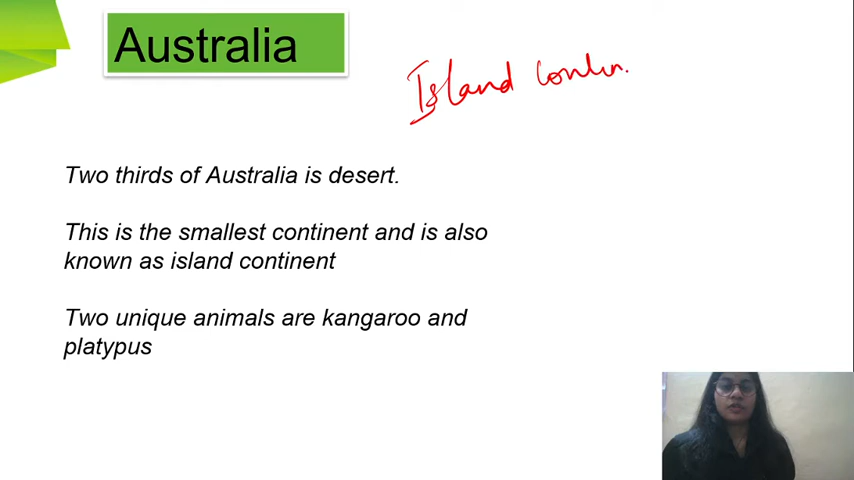 Australia
Island contin.
Two thirds of Australia is desert.
This is the smallest continent and is also
known as island continent
Two unique animals are kangaroo and
platypus